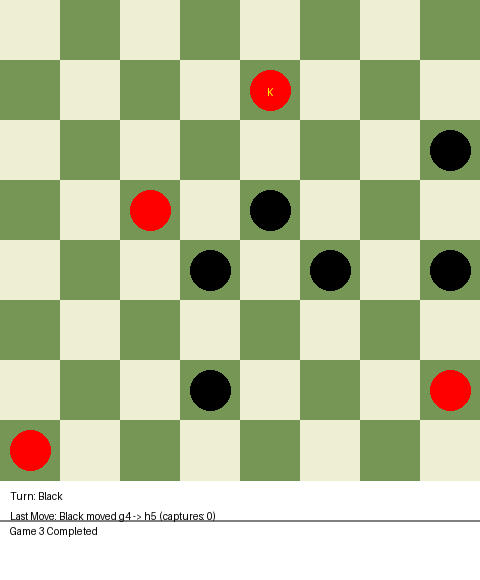 K
Turn: Black
Last Move: Black moved g4 -> h5 (captures: 0)
Game 3 Completed